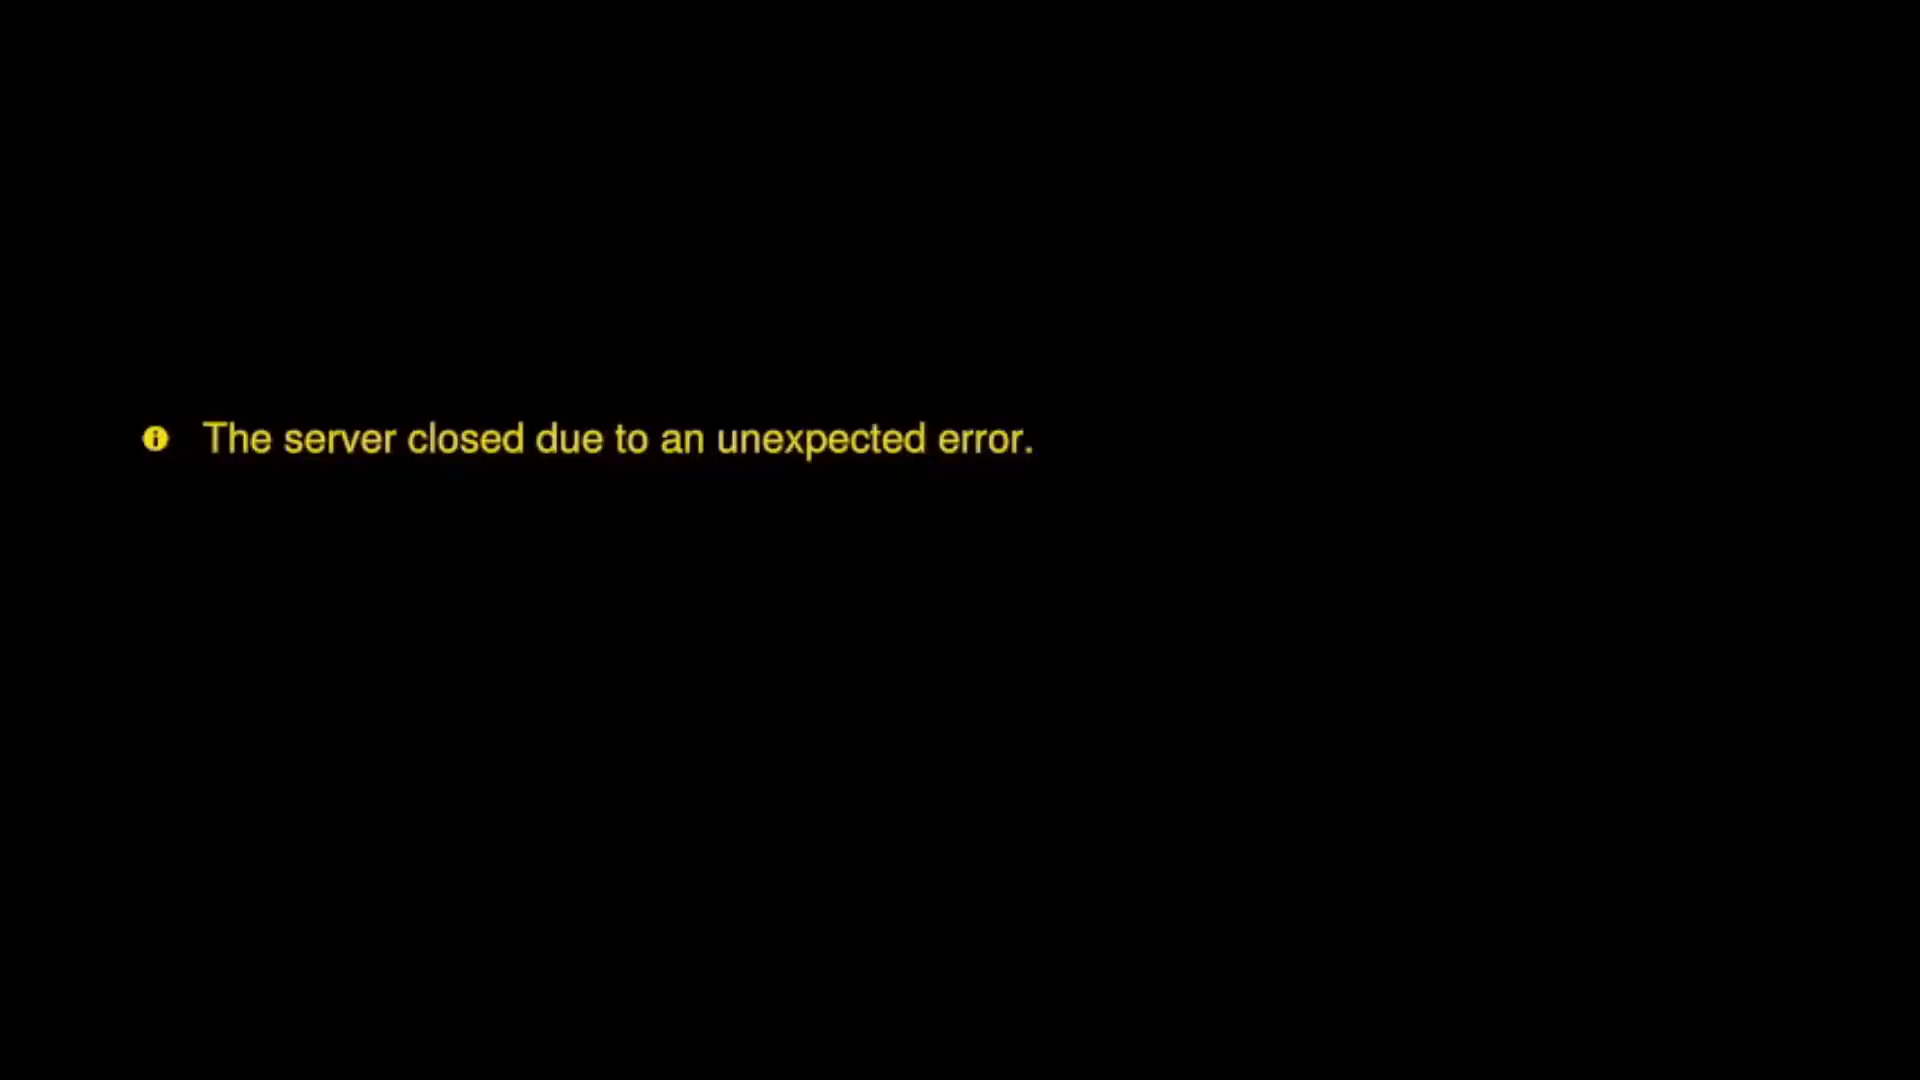 The server closed due to an unexpected error.